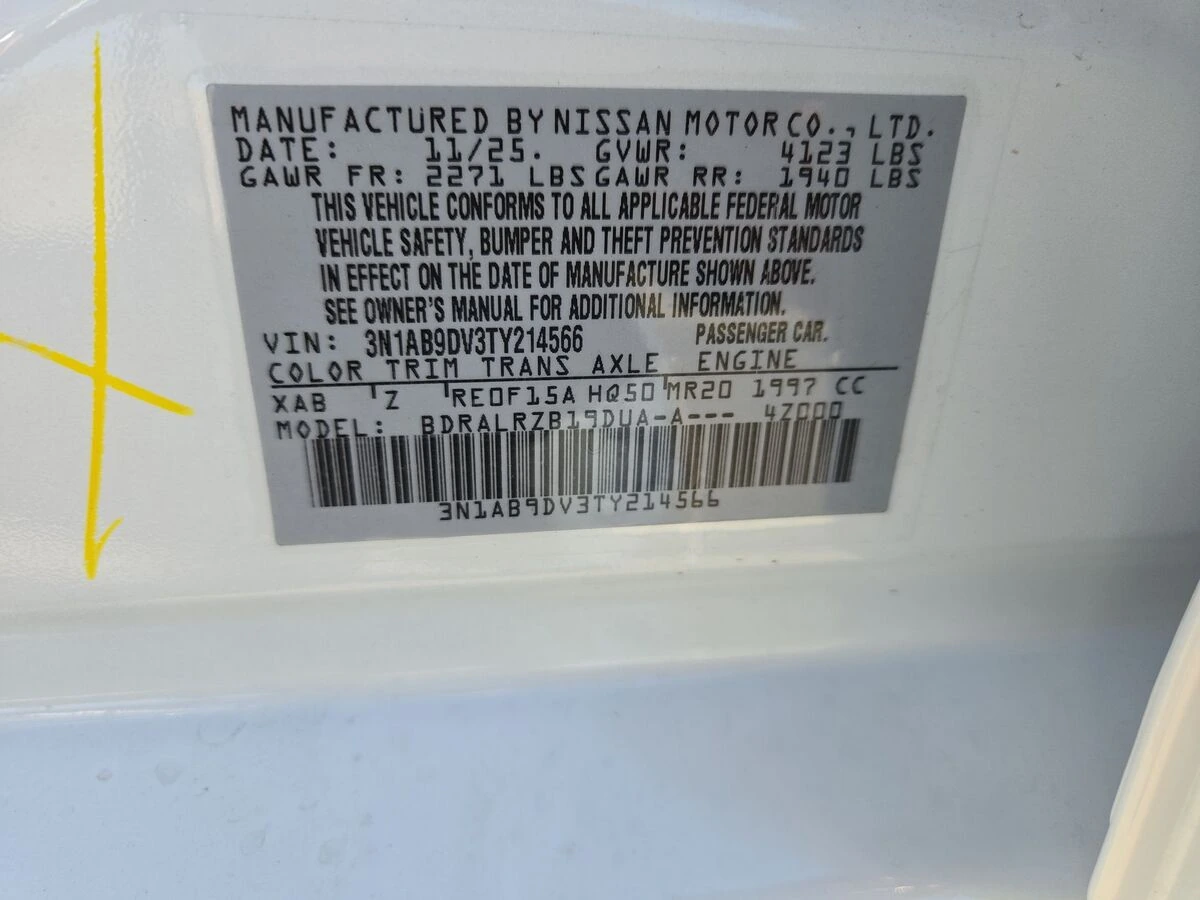 MANUFACTURED BY NISSAN MOTOR CO., LTD.
DATE: 11/25. GVWR: 4123 LBS
GAWR FR: 2271 LBS GAWR RR: 1940 LBS
THIS VEHICLE CONFORMS TO ALL APPLICABLE FEDERAL MOTOR
VEHICLE SAFETY, BUMPER AND THEFT PREVENTION STANDARDS
IN EFFECT ON THE DATE OF MANUFACTURE SHOWN ABOVE.
SEE OWNER'S MANUAL FOR ADDITIONAL INFORMATION.
VIN: 3N1AB9DV3TY214566 PASSENGER CAR.
COLOR TRIM TRANS AXLE ENGINE
XAB Z RE0F15A HQ50 MR20 1997 CC
MODEL: BDRALRZB19DUA-A--- 4Z000
3N1AB9DV3TY214566